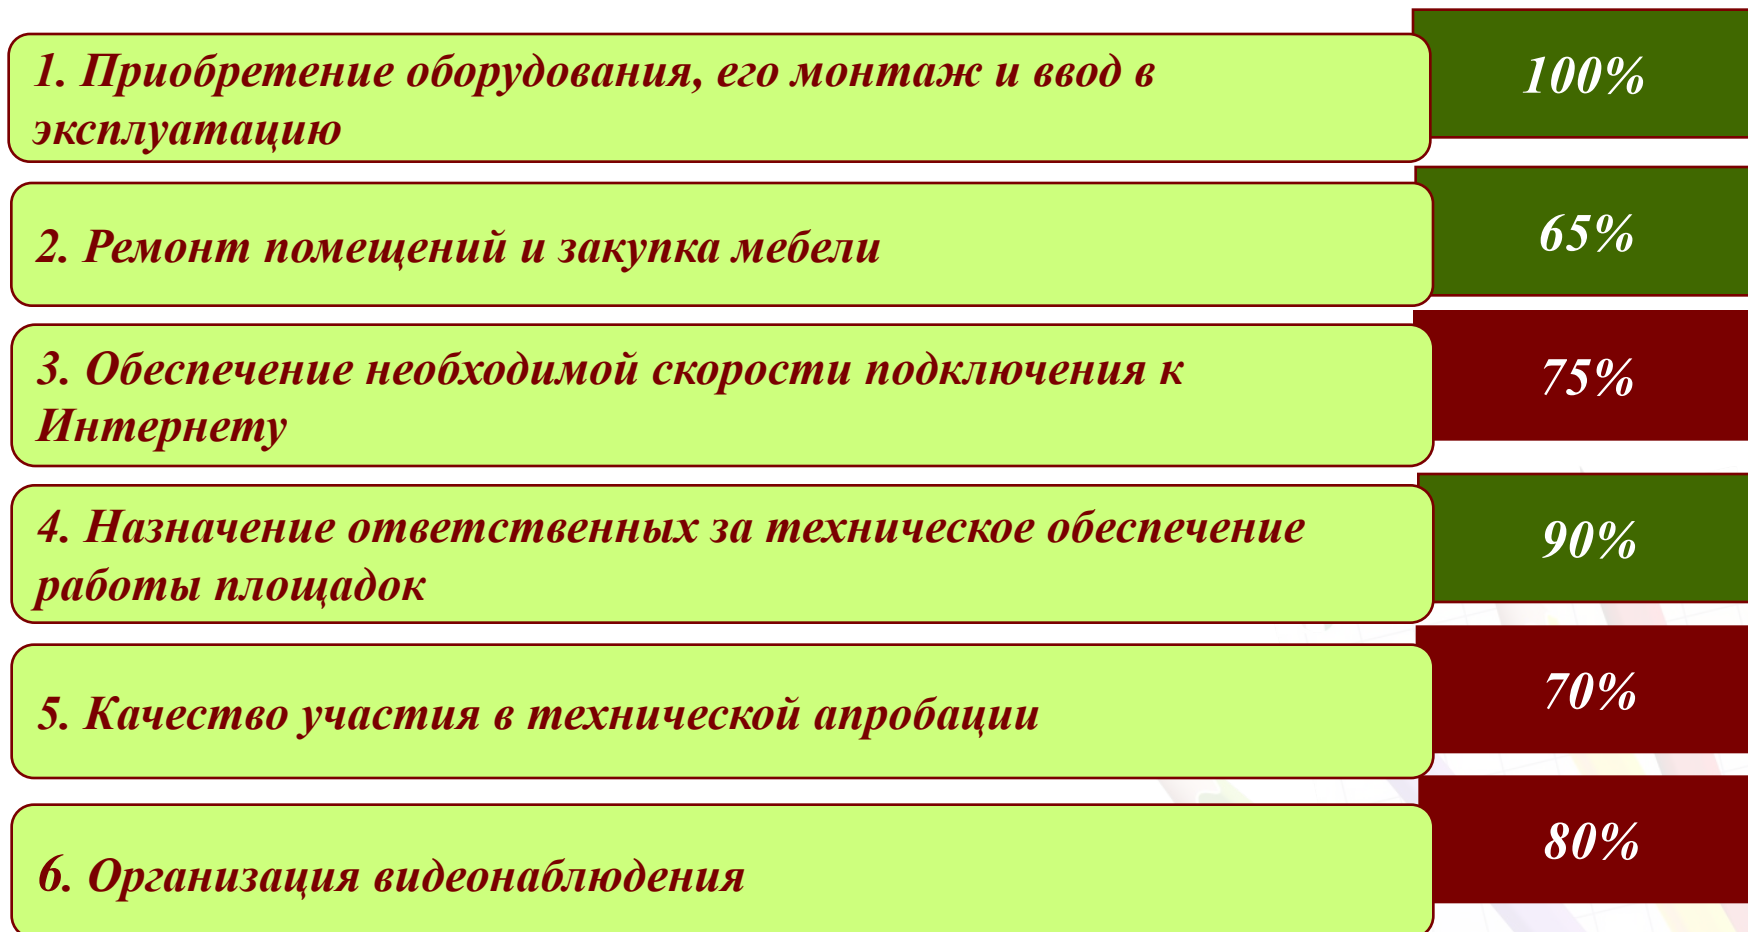 1. Приобретение оборудования, его монтаж и ввод в
эксплуатацию
100%
2. Ремонт помещений и закупка мебели
65%
3. Обеспечение необходимой скорости подключения к
Интернету
75%
4. Назначение ответственных за техническое обеспечение
работы площадок
90%
5. Качество участия в технической апробации
70%
6. Организация видеонаблюдения
80%